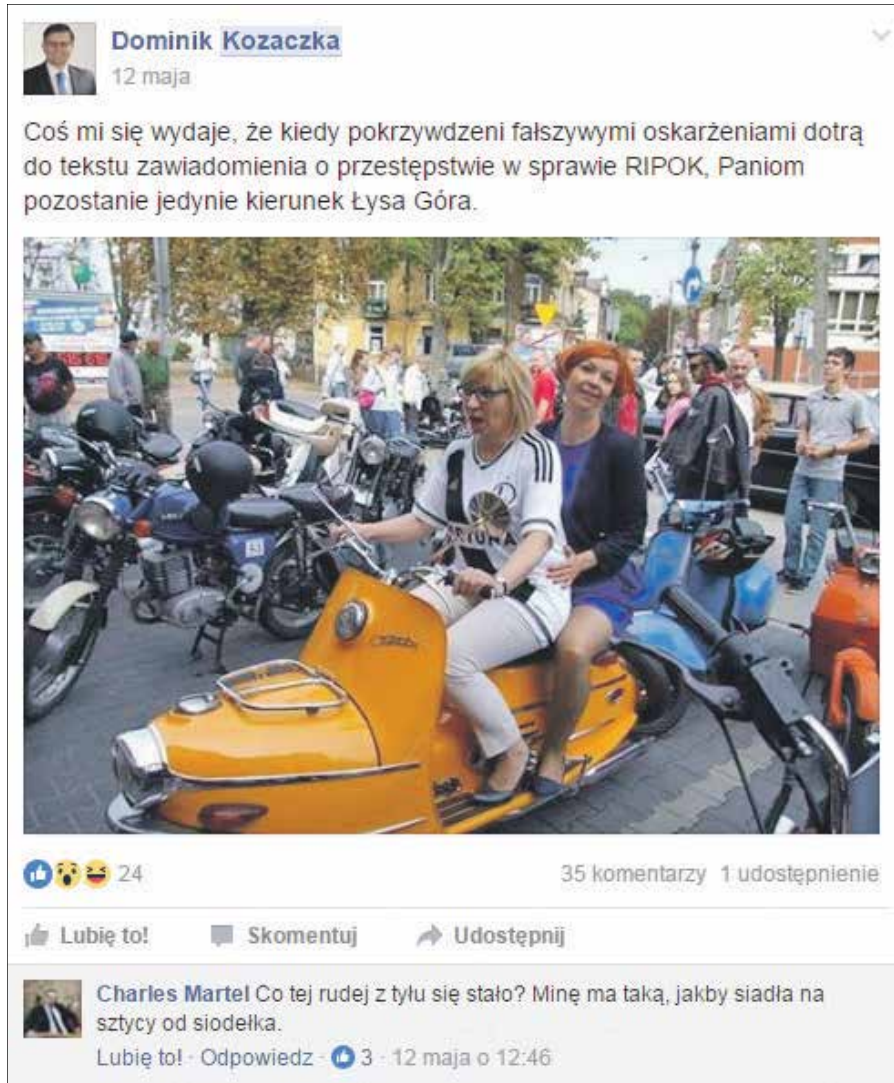 Dominik Kozaczka
12 maja
Coś mi się wydaje, że kiedy pokrzywdzeni fałszywymi oskarżeniami dotrą
do tekstu zawiadomienia o przestępstwie w sprawie RIPOK, Paniom
pozostanie jedynie kierunek Łysa Góra.
24
35 komentarzy 1 udostępnienie
Lubię to! Skomentuj Udostępnij
Charles Martel Co tej rudej z tyłu się stało? Minę ma taką, jakby siadła na
sztycy od siodełka.
Lubię to! · Odpowiedz · 3 · 12 maja o 12:46